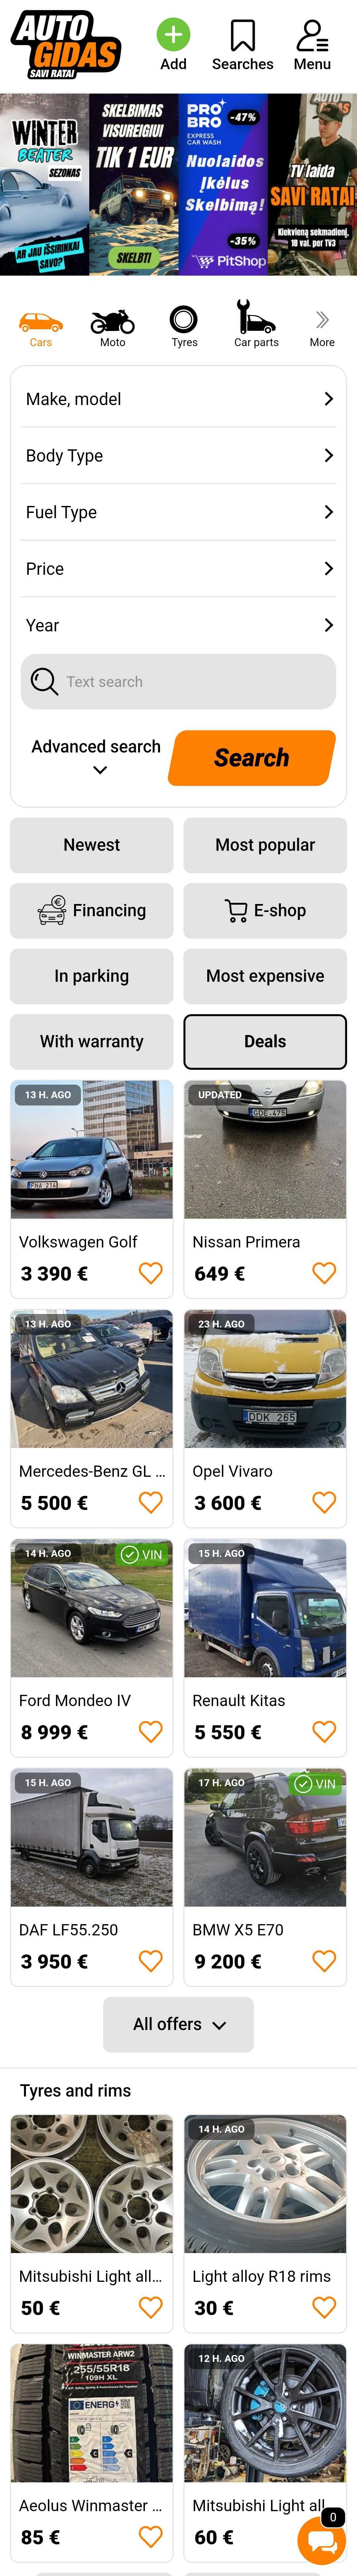 AUTO
GIDAS
SAVI RATAI
Add
Searches
Menu
WINTER
BEATER
SEZONAS
AR JAU IŠSIRINKAI
SAVO?
SKELBIMAS
VISUREIGIUI
TIK 1 EUR
SKELBTI
PRO
BRO
EXPRESS
CAR WASH
-47%
Nuolaidos
Įkėlus
Skelbimą!
-35%
PitShop
TV laida
SAVI RATAI
Kiekvieną sekmadienį,
18 val. per TV3
Cars
Moto
Tyres
Car parts
More
Make, model
Body Type
Fuel Type
Price
Year
Text search
Advanced search
Search
Newest
Most popular
Financing
E-shop
In parking
Most expensive
With warranty
Deals
13 H. AGO
Volkswagen Golf
3 390 €
UPDATED
GDE 475
Nissan Primera
649 €
13 H. AGO
Mercedes-Benz GL ...
5 500 €
23 H. AGO
DDK 265
Opel Vivaro
3 600 €
14 H. AGO
VIN
Ford Mondeo IV
8 999 €
15 H. AGO
Renault Kitas
5 550 €
15 H. AGO
DAF LF55.250
3 950 €
17 H. AGO
VIN
BMW X5 E70
9 200 €
All offers
Tyres and rims
Mitsubishi Light all...
50 €
14 H. AGO
Light alloy R18 rims
30 €
WINMASTER ARW2
255/55R18
109H XL
ENERG
Aeolus Winmaster ...
85 €
12 H. AGO
Mitsubishi Light all
60 €
0